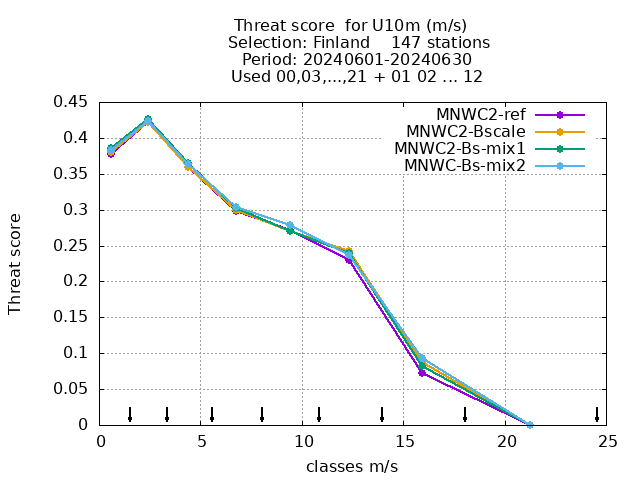 Threat score  for U10m (m/s)
Selection: Finland    147 stations
Period: 20240601-20240630
Used 00,03,...,21 + 01 02 ... 12
MNWC2-ref
MNWC2-Bscale
MNWC2-Bs-mix1
MNWC-Bs-mix2
0.45
0.4
0.35
0.3
0.25
0.2
0.15
0.1
0.05
0
Threat score
0 5 10 15 20 25
classes m/s